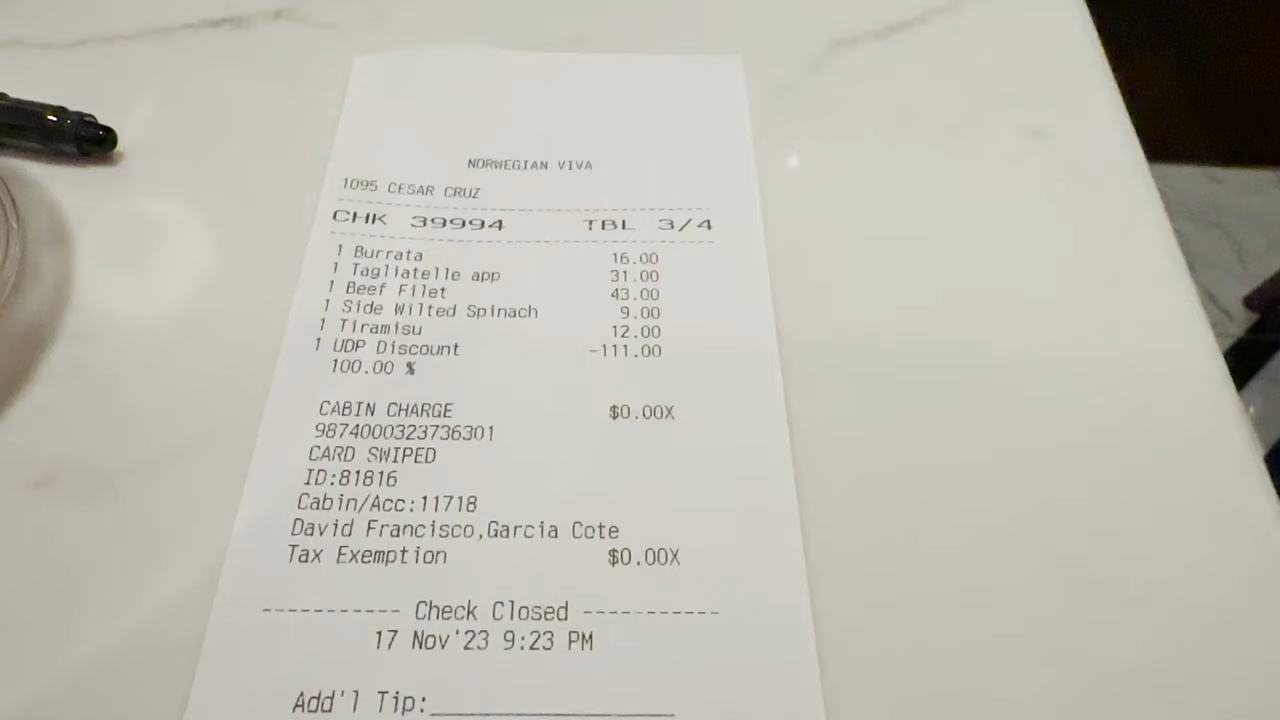 NORWEGIAN VIVA
1095 CESAR CRUZ
CHK 39994 TBL 3/4
1 Burrata 16.00
1 Tagliatelle app 31.00
1 Beef Filet 43.00
1 Side Wilted Spinach 9.00
1 Tiramisu 12.00
1 UDP Discount -111.00
100.00 %
CABIN CHARGE $0.00X
9874000323736301
CARD SWIPED
ID:81816
Cabin/Acc:11718
David Francisco,Garcia Cote
Tax Exemption $0.00X
----------- Check Closed -----------
17 Nov'23 9:23 PM
Add'l Tip:_______________